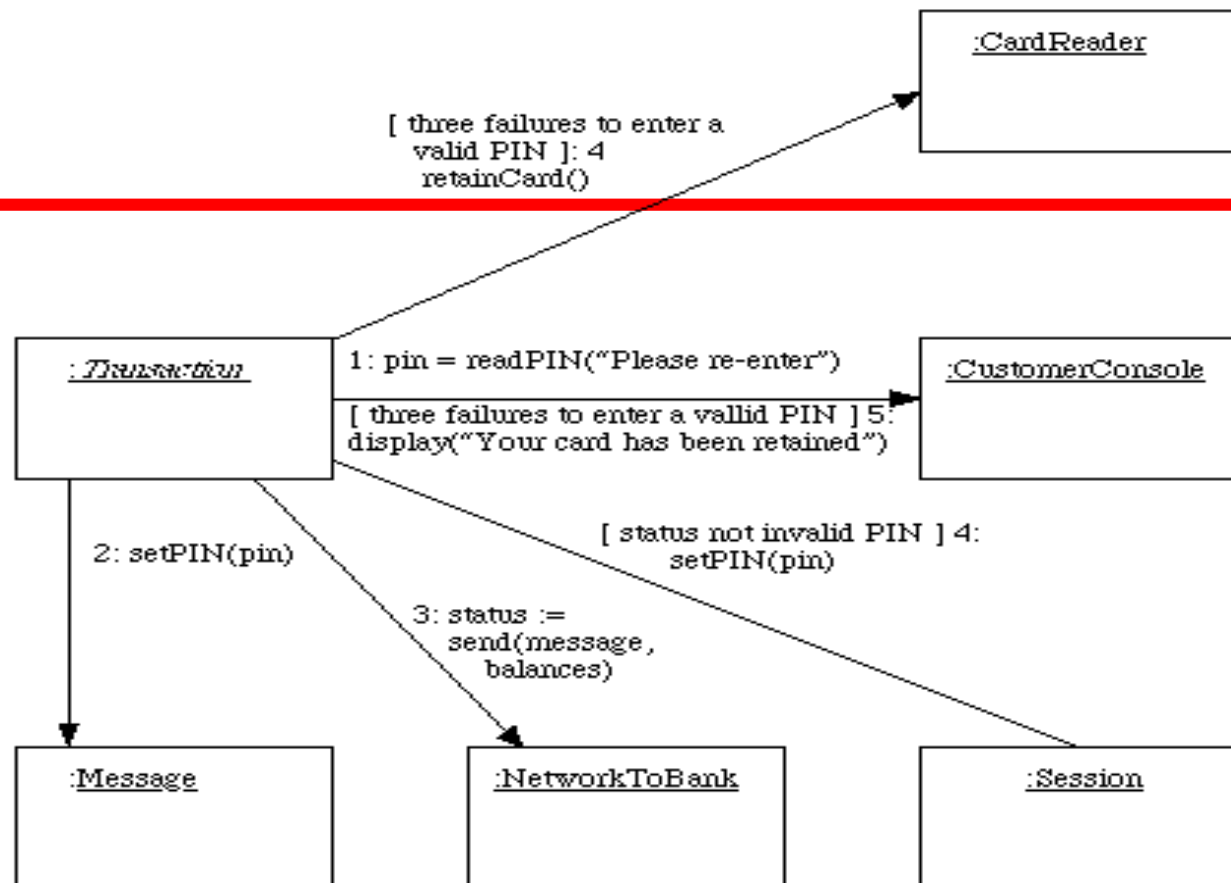 :CardReader
[ three failures to enter a
valid PIN ]: 4
retainCard()
:Transaction
1: pin = readPIN("Please re-enter")
:CustomerConsole
[ three failures to enter a vallid PIN ] 5:
display("Your card has been retained")
[ status not invalid PIN ] 4:
setPIN(pin)
2: setPIN(pin)
3: status :=
send(message,
balances)
:Message
:NetworkToBank
:Session